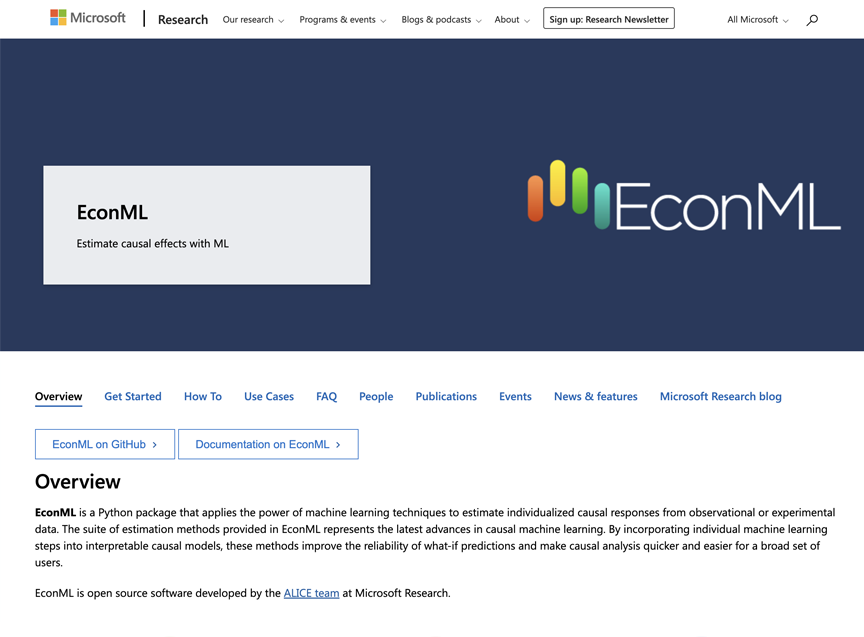 Microsoft Research Our research Programs & events Blogs & podcasts About Sign up: Research Newsletter All Microsoft
EconML
Estimate causal effects with ML
EconML
Overview Get Started How To Use Cases FAQ People Publications Events News & features Microsoft Research blog
EconML on GitHub > Documentation on EconML >
Overview
EconML is a Python package that applies the power of machine learning techniques to estimate individualized causal responses from observational or experimental
data. The suite of estimation methods provided in EconML represents the latest advances in causal machine learning. By incorporating individual machine learning
steps into interpretable causal models, these methods improve the reliability of what-if predictions and make causal analysis quicker and easier for a broad set of
users.
EconML is open source software developed by the ALICE team at Microsoft Research.